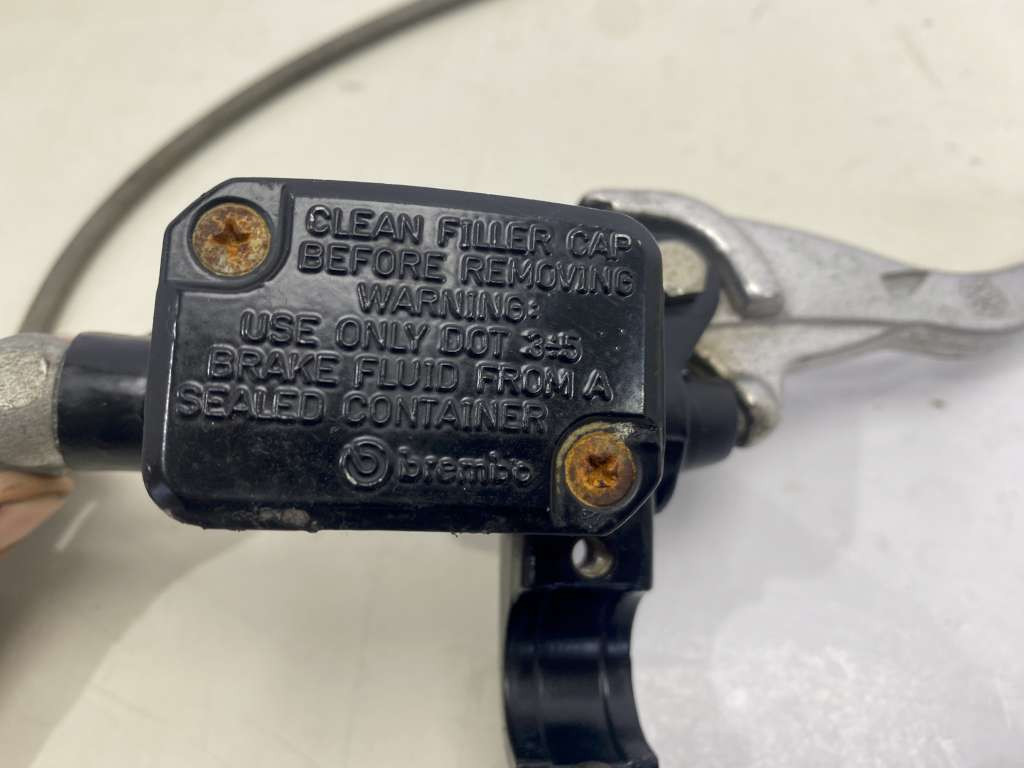 CLEAN FILLER CAP
BEFORE REMOVING
WARNING:
USE ONLY DOT 3÷5
BRAKE FLUID FROM A
SEALED CONTAINER
brembo